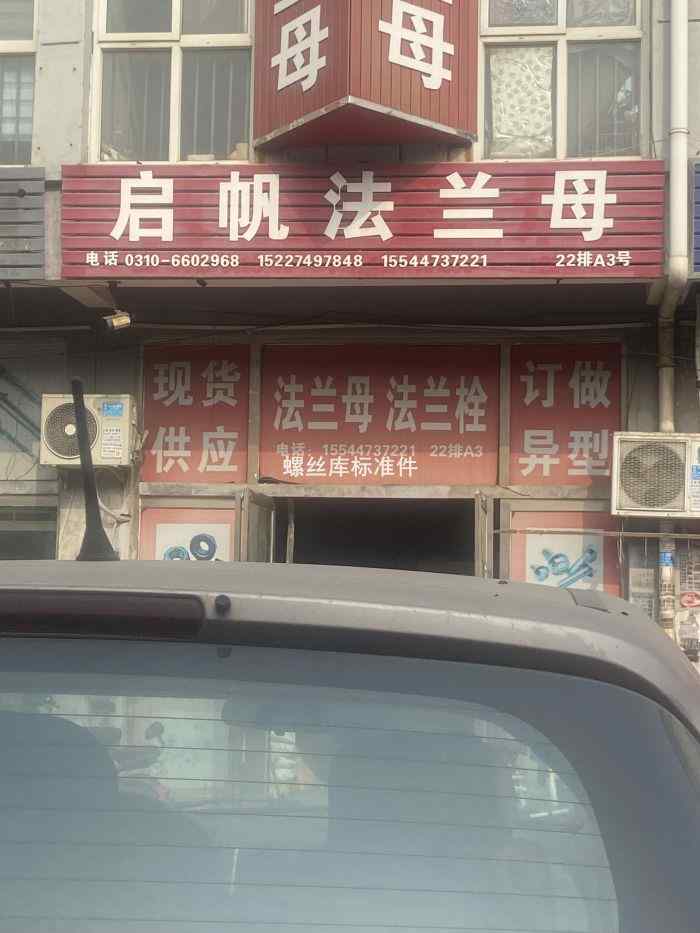 母 母
启帆法兰母
电话 0310-6602968 15227497848 15544737221 22排A3号
现货
供应
法兰母 法兰栓
电话: 15544737221 22排A3
螺丝库标准件
订做
异型